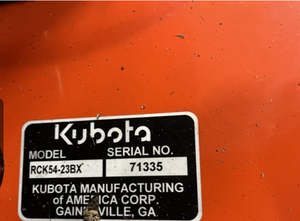 Kubota
MODEL SERIAL NO.
RCK54-23BX 71335
KUBOTA MANUFACTURING
of AMERICA CORP.
GAINESVILLE, GA